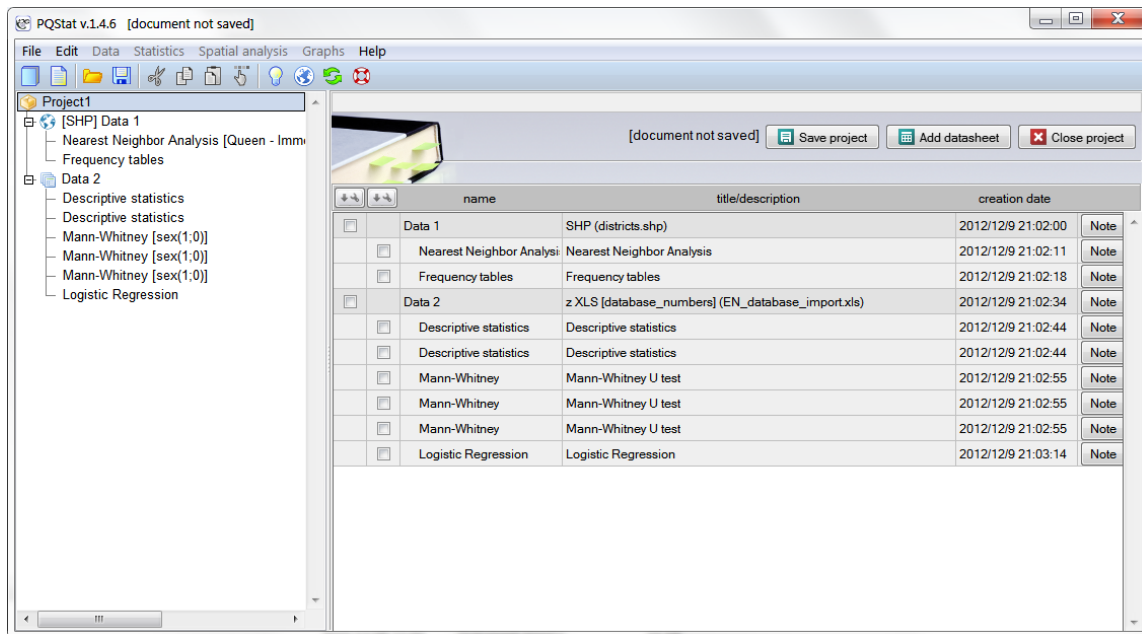 PQStat v.1.4.6 [document not saved]
File Edit Data Statistics Spatial analysis Graphs Help
Project1
[SHP] Data 1
Nearest Neighbor Analysis [Queen - Imm
Frequency tables
Data 2
Descriptive statistics
Descriptive statistics
Mann-Whitney [sex(1;0)]
Mann-Whitney [sex(1;0)]
Mann-Whitney [sex(1;0)]
Logistic Regression
[document not saved] Save project Add datasheet Close project
name title/description creation date
Data 1 SHP (districts.shp) 2012/12/9 21:02:00 Note
Nearest Neighbor Analysi Nearest Neighbor Analysis 2012/12/9 21:02:11 Note
Frequency tables Frequency tables 2012/12/9 21:02:18 Note
Data 2 z XLS [database_numbers] (EN_database_import.xls) 2012/12/9 21:02:34 Note
Descriptive statistics Descriptive statistics 2012/12/9 21:02:44 Note
Descriptive statistics Descriptive statistics 2012/12/9 21:02:44 Note
Mann-Whitney Mann-Whitney U test 2012/12/9 21:02:55 Note
Mann-Whitney Mann-Whitney U test 2012/12/9 21:02:55 Note
Mann-Whitney Mann-Whitney U test 2012/12/9 21:02:55 Note
Logistic Regression Logistic Regression 2012/12/9 21:03:14 Note